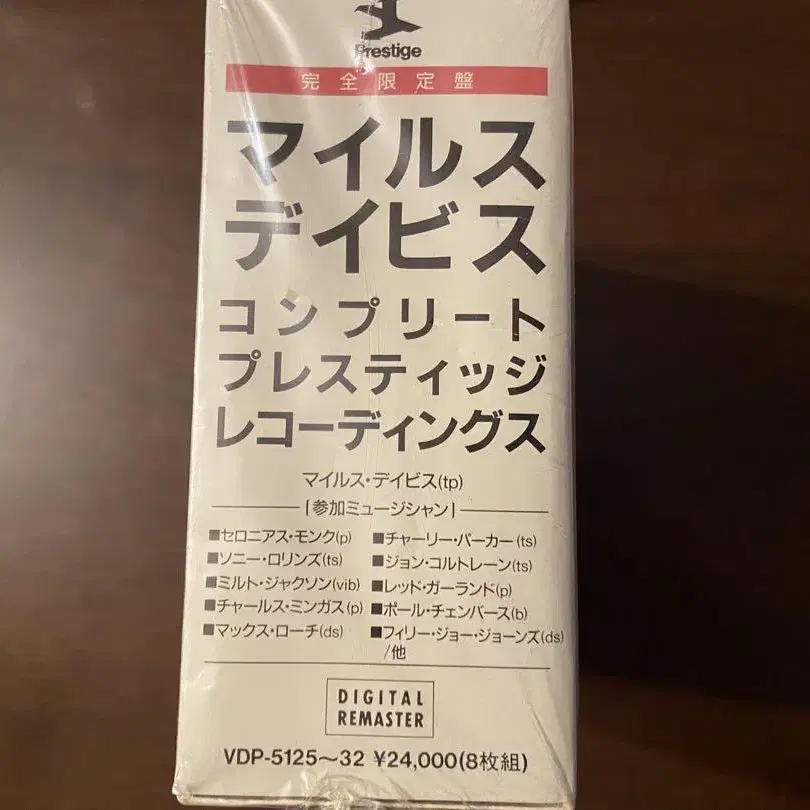 Prestige
完全限定盤
マイルス
デイビス
コンプリート
プレスティッジ
レコーディングス
マイルス・デイビス(tp)
[参加ミュージシャン]
■セロニアス・モンク(p) ■チャーリー・パーカー(ts)
■ソニー・ロリンズ(ts) ■ジョン・コルトレーン(ts)
■ミルト・ジャクソン(vib) ■レッド・ガーランド(p)
■チャールス・ミンガス(p) ■ポール・チェンバース(b)
■マックス・ローチ(ds) ■フィリー・ジョー・ジョーンズ(ds)
/他
DIGITAL
REMASTER
VDP-5125〜32 ¥24,000(8枚組)